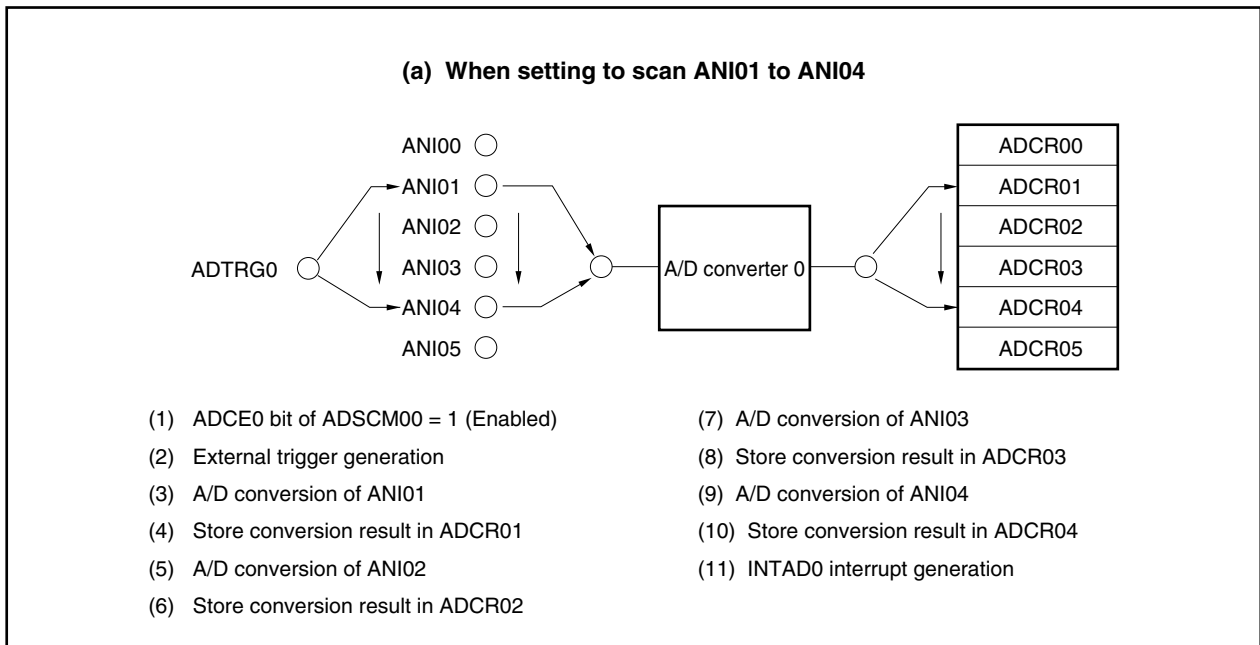 (a) When setting to scan ANI01 to ANI04
ADTRG0
ANI00
ANI01
ANI02
ANI03
ANI04
ANI05
A/D converter 0
ADCR00
ADCR01
ADCR02
ADCR03
ADCR04
ADCR05
(1) ADCE0 bit of ADSCM00 = 1 (Enabled)
(2) External trigger generation
(3) A/D conversion of ANI01
(4) Store conversion result in ADCR01
(5) A/D conversion of ANI02
(6) Store conversion result in ADCR02
(7) A/D conversion of ANI03
(8) Store conversion result in ADCR03
(9) A/D conversion of ANI04
(10) Store conversion result in ADCR04
(11) INTAD0 interrupt generation